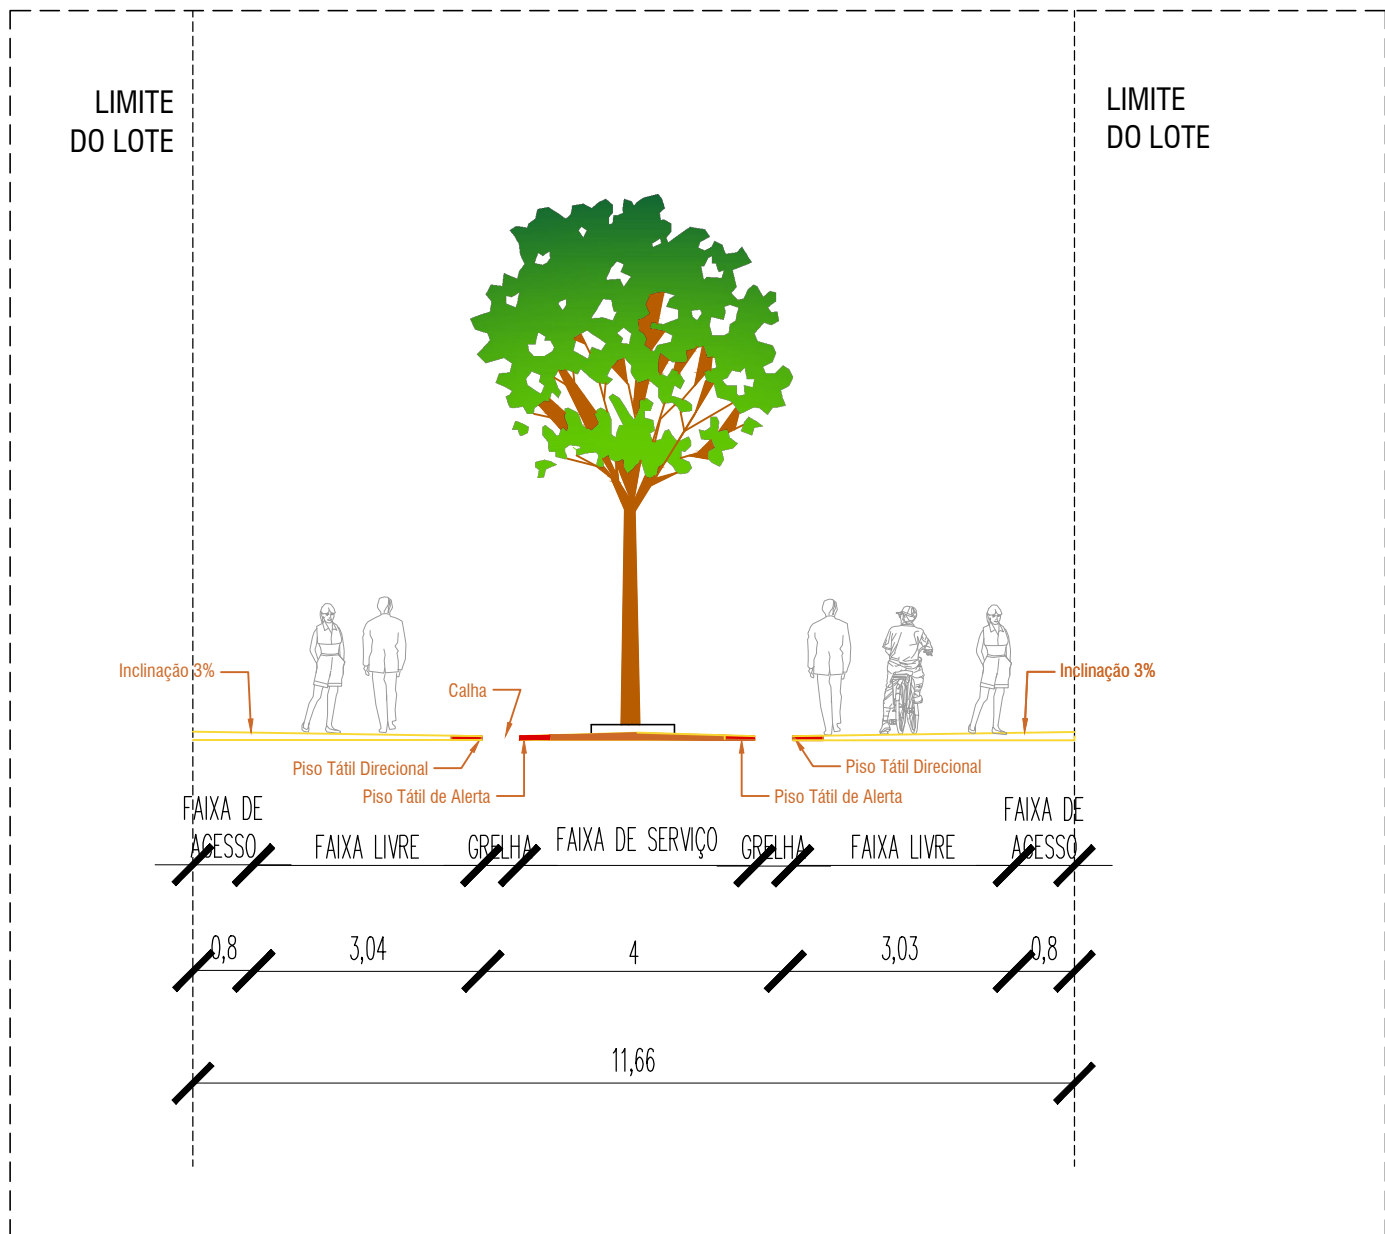 LIMITE
DO LOTE
LIMITE
DO LOTE
Inclinação 3%
Inclinação 3%
Calha
Piso Tátil Direcional
Piso Tátil Direcional
Piso Tátil de Alerta
Piso Tátil de Alerta
FAIXA DE
ACESSO
FAIXA LIVRE
GRELHA
FAIXA DE SERVIÇO
GRELHA
FAIXA LIVRE
FAIXA DE
ACESSO
0,8
3,04
4
3,03
0,8
11,66